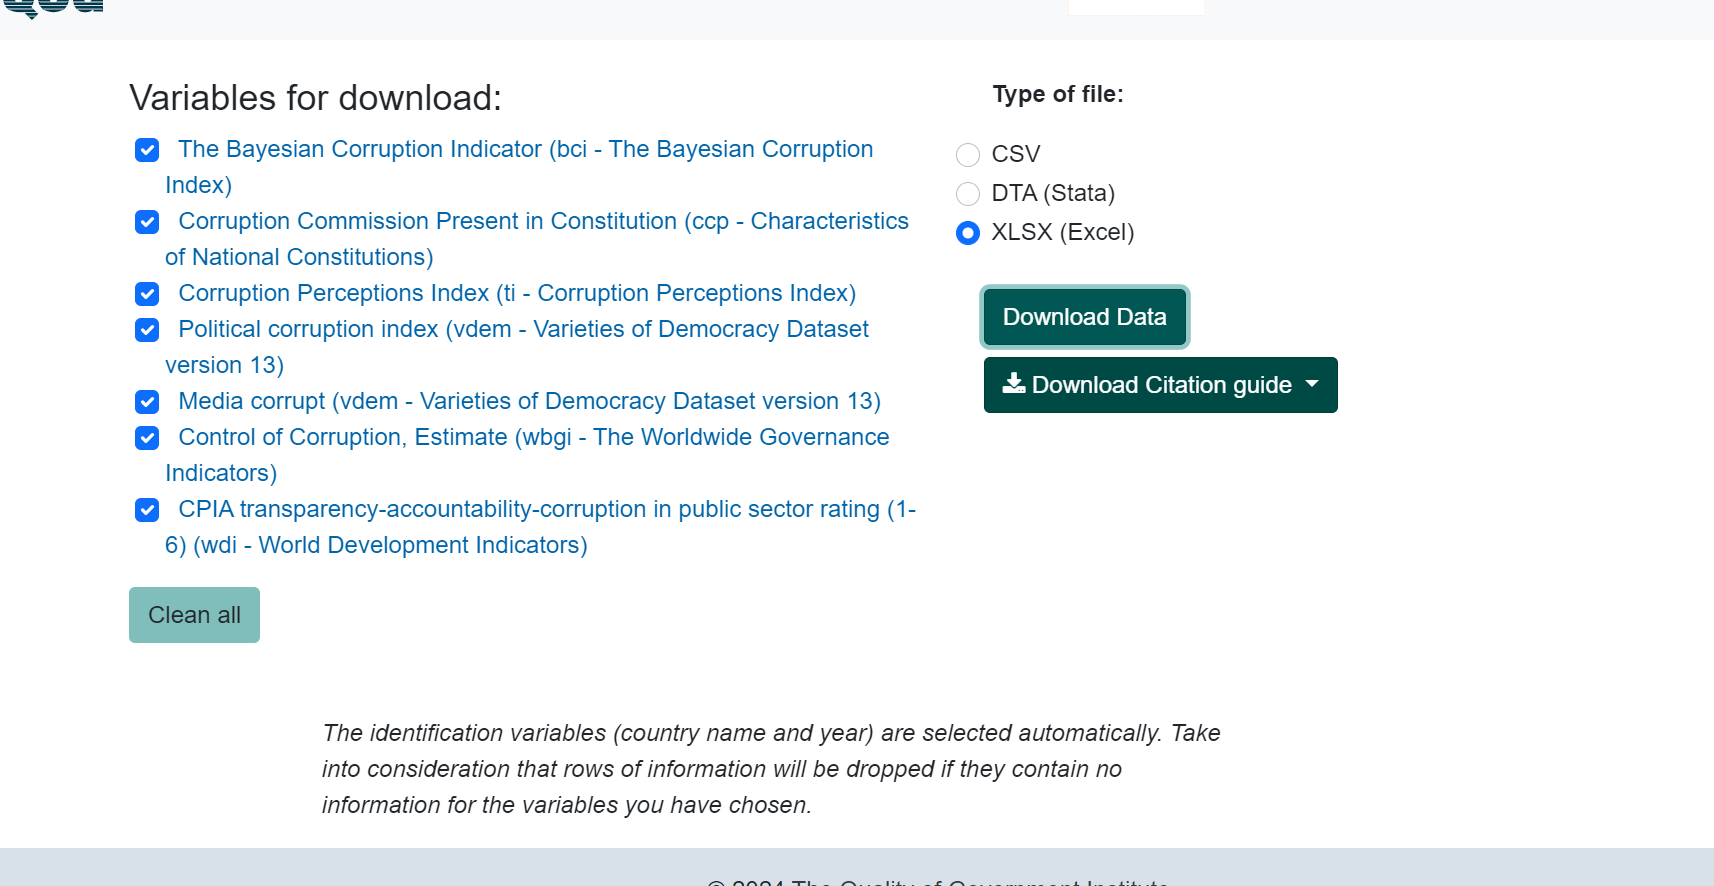 Variables for download:
The Bayesian Corruption Indicator (bci - The Bayesian Corruption
Index)
Corruption Commission Present in Constitution (ccp - Characteristics
of National Constitutions)
Corruption Perceptions Index (ti - Corruption Perceptions Index)
Political corruption index (vdem - Varieties of Democracy Dataset
version 13)
Media corrupt (vdem - Varieties of Democracy Dataset version 13)
Control of Corruption, Estimate (wbgi - The Worldwide Governance
Indicators)
CPIA transparency-accountability-corruption in public sector rating (1-
6) (wdi - World Development Indicators)
Clean all
Type of file:
CSV
DTA (Stata)
XLSX (Excel)
Download Data
Download Citation guide
The identification variables (country name and year) are selected automatically. Take
into consideration that rows of information will be dropped if they contain no
information for the variables you have chosen.
© 2024 The Quality of Government Institute